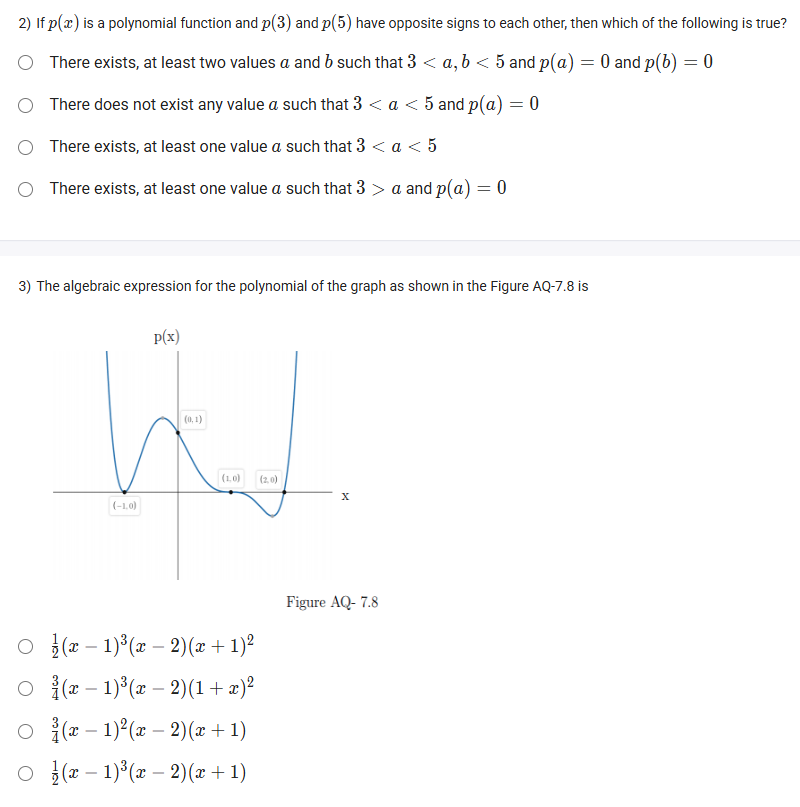 2) If p(x) is a polynomial function and p(3) and p(5) have opposite signs to each other, then which of the following is true?
There exists, at least two values a and b such that 3 < a, b < 5 and p(a) = 0 and p(b) = 0
There does not exist any value a such that 3 < a < 5 and p(a) = 0
There exists, at least one value a such that 3 < a < 5
There exists, at least one value a such that 3 > a and p(a) = 0
3) The algebraic expression for the polynomial of the graph as shown in the Figure AQ-7.8 is
p(x)
(0, 1)
(1, 0) (2, 0)
x
(−1, 0)
Figure AQ- 7.8
½(x − 1)³(x − 2)(x + 1)²
¾(x − 1)³(x − 2)(1 + x)²
¾(x − 1)²(x − 2)(x + 1)
½(x − 1)³(x − 2)(x + 1)